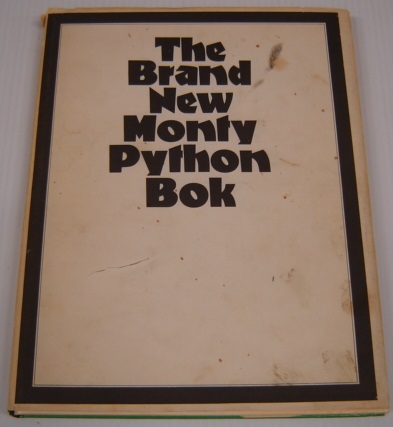 The
Brand
New
Monty
Python
Bok